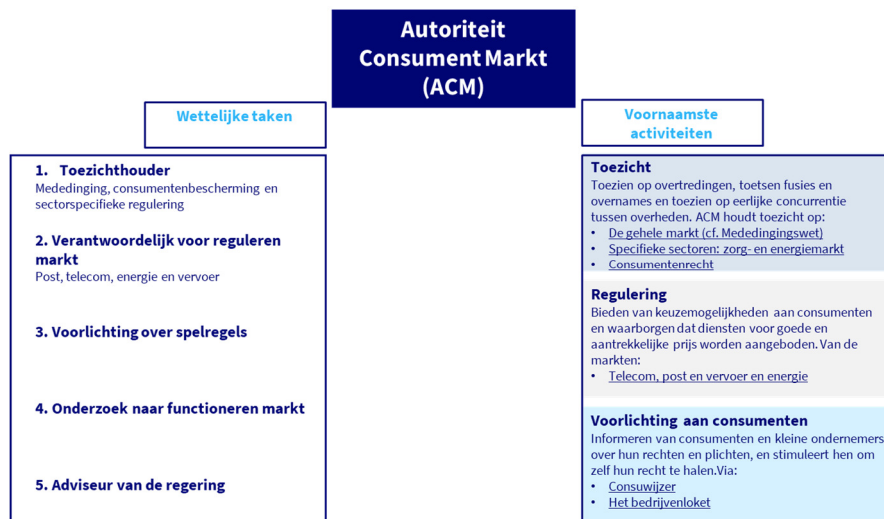 Autoriteit
Consument Markt
(ACM)
Wettelijke taken
1. Toezichthouder
Mededinging, consumentenbescherming en
sectorspecifieke regulering
2. Verantwoordelijk voor reguleren
markt
Post, telecom, energie en vervoer
3. Voorlichting over spelregels
4. Onderzoek naar functioneren markt
5. Adviseur van de regering
Voornaamste
activiteiten
Toezicht
Toezien op overtredingen, toetsen fusies en
overnames en toezien op eerlijke concurrentie
tussen overheden. ACM houdt toezicht op:
• De gehele markt (cf. Mededingingswet)
• Specifieke sectoren: zorg- en energiemarkt
• Consumentenrecht
Regulering
Bieden van keuzemogelijkheden aan consumenten
en waarborgen dat diensten voor goede en
aantrekkelijke prijs worden aangeboden. Van de
markten:
• Telecom, post en vervoer en energie
Voorlichting aan consumenten
Informeren van consumenten en kleine ondernemers
over hun rechten en plichten, en stimuleert hen om
zelf hun recht te halen.Via:
• Consuwijzer
• Het bedrijvenloket